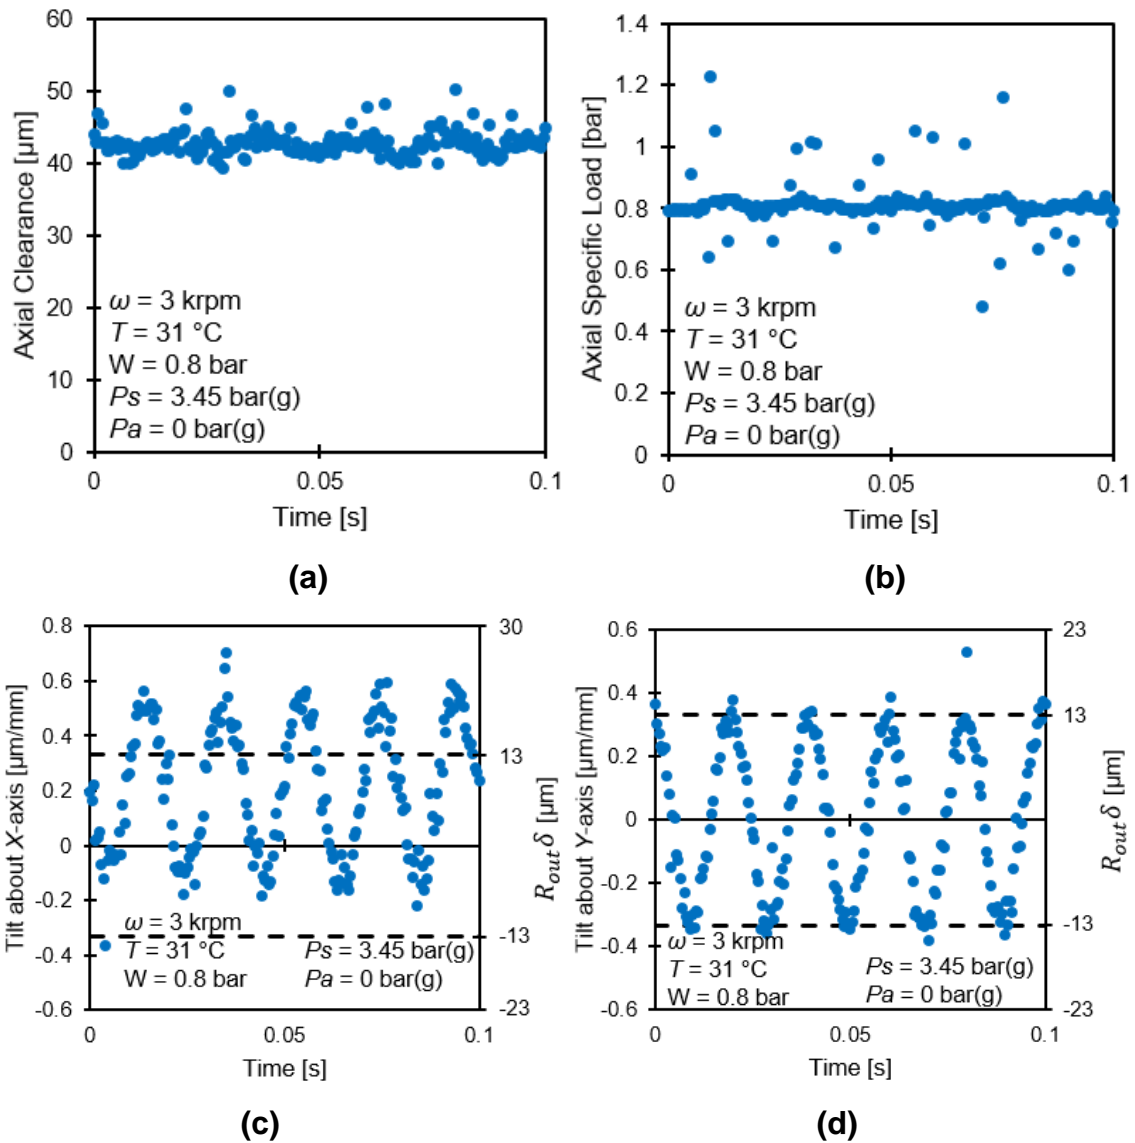 60
50
40
30
20
10
0
Axial Clearance [μm]
ω = 3 krpm
T = 31 °C
W = 0.8 bar
Ps = 3.45 bar(g)
Pa = 0 bar(g)
0
0.05
0.1
Time [s]
(a)
1.4
1.2
1
0.8
0.6
0.4
0.2
0
Axial Specific Load [bar]
ω = 3 krpm
T = 31 °C
W = 0.8 bar
Ps = 3.45 bar(g)
Pa = 0 bar(g)
0
0.05
0.1
Time [s]
(b)
0.8
0.6
0.4
0.2
0
-0.2
-0.4
-0.6
Tilt about X-axis [μm/mm]
30
13
-13
-23
R_out δ [μm]
ω = 3 krpm
T = 31 °C
W = 0.8 bar
Ps = 3.45 bar(g)
Pa = 0 bar(g)
0
0.05
0.1
Time [s]
(c)
0.6
0.4
0.2
0
-0.2
-0.4
-0.6
Tilt about Y-axis [μm/mm]
23
13
-13
-23
R_out δ [μm]
ω = 3 krpm
T = 31 °C
W = 0.8 bar
Ps = 3.45 bar(g)
Pa = 0 bar(g)
0
0.05
0.1
Time [s]
(d)